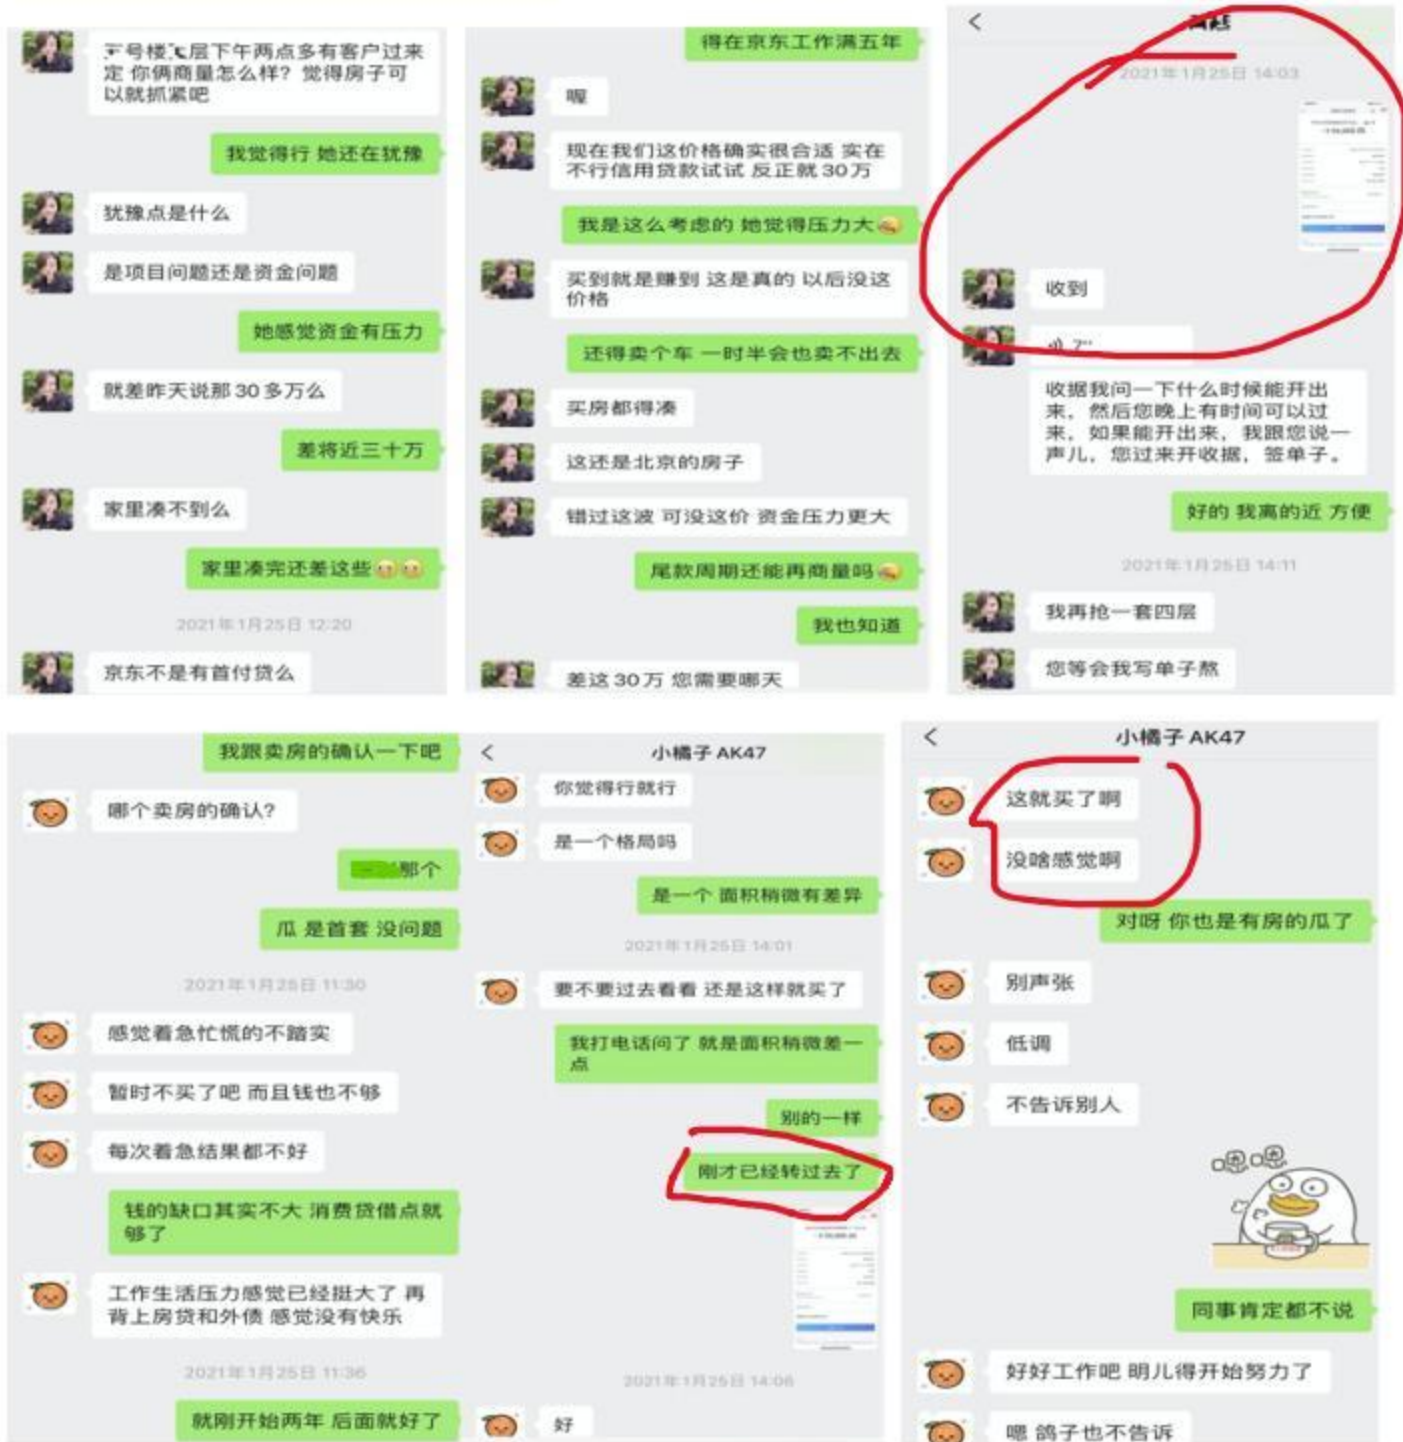 号楼 层下午两点多有客户过来
定 你俩商量怎么样？觉得房子可
以就抓紧吧
我觉得行 她还在犹豫
犹豫点是什么
是项目问题还是资金问题
她感觉资金有压力
就差昨天说那30多万么
差将近三十万
家里凑不到么
家里凑完还差这些
2021年1月25日 12:20
京东不是有首付贷么
得在京东工作满五年
喔
现在我们这价格确实很合适 实在
不行信用贷款试试 反正就30万
我是这么考虑的 她觉得压力大
买到就是赚到 这是真的 以后没这
价格
还得卖个车 一时半会也卖不出去
买房都得凑
这还是北京的房子
错过这波 可没这价 资金压力更大
尾款周期还能再商量吗
我也知道
差这30万 您需要哪天
2021年1月25日 14:03
收到
7"
收据我问一下什么时候能开出
来，然后您晚上有时间可以过
来，如果能开出来，我跟您说一
声儿，您过来开收据，签单子。
好的 我离的近 方便
2021年1月25日 14:11
我再抢一套四层
您等会我写单子熬
我跟卖房的确认一下吧
哪个卖房的确认？
那个
瓜 是首套 没问题
2021年1月25日 11:30
感觉着急忙慌的不踏实
暂时不买了吧 而且钱也不够
每次着急结果都不好
钱的缺口其实不大 消费贷借点就
够了
工作生活压力感觉已经挺大了 再
背上房贷和外债 感觉没有快乐
2021年1月25日 11:36
就刚开始两年 后面就好了
小橘子 AK47
你觉得行就行
是一个格局吗
是一个 面积稍微有差异
2021年1月25日 14:01
要不要过去看看 还是这样就买了
我打电话问了 就是面积稍微差一
点
别的一样
刚才已经转过去了
2021年1月25日 14:06
好
小橘子 AK47
这就买了啊
没啥感觉啊
对呀 你也是有房的瓜了
别声张
低调
不告诉别人
嗯嗯
同事肯定都不说
好好工作吧 明儿得开始努力了
嗯 鸽子也不告诉